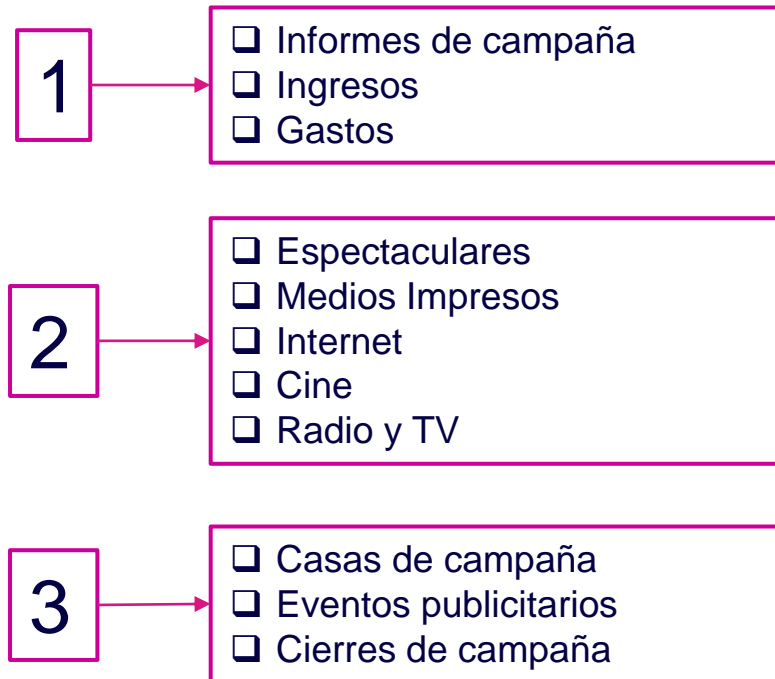 1
❑ Informes de campaña
❑ Ingresos
❑ Gastos
2
❑ Espectaculares
❑ Medios Impresos
❑ Internet
❑ Cine
❑ Radio y TV
3
❑ Casas de campaña
❑ Eventos publicitarios
❑ Cierres de campaña